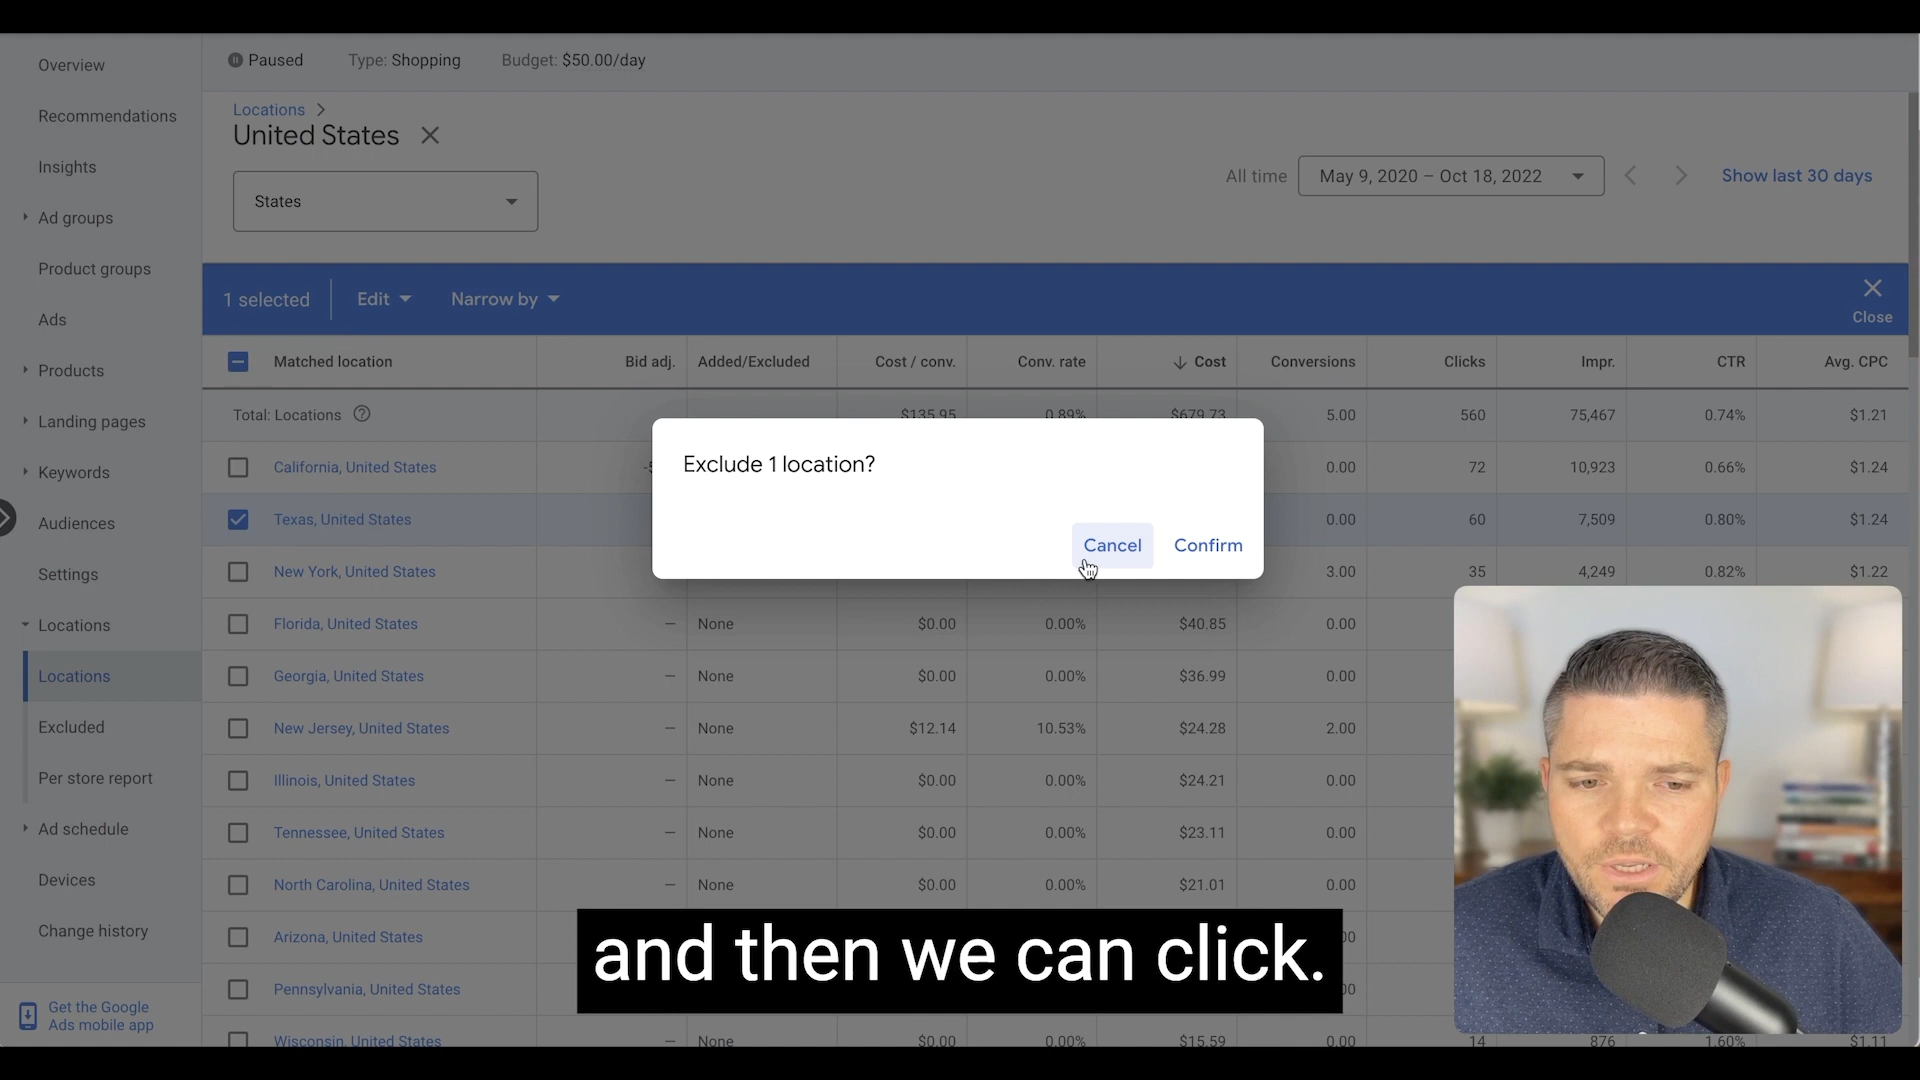 Overview
Recommendations
Insights
Ad groups
Product groups
Ads
Products
Landing pages
Keywords
Audiences
Settings
Locations
Locations
Excluded
Per store report
Ad schedule
Devices
Change history
Get the Google
Ads mobile app
Paused Type: Shopping Budget: $50.00/day
Locations
United States
States
All time May 9, 2020 – Oct 18, 2022 Show last 30 days
1 selected Edit Narrow by Close
Matched location Bid adj. Added/Excluded Cost / conv. Conv. rate Cost Conversions Clicks Impr. CTR Avg. CPC
Total: Locations $135.95 0.89% $679.73 5.00 560 75,467 0.74% $1.21
California, United States 0.00 72 10,923 0.66% $1.24
Texas, United States 0.00 60 7,509 0.80% $1.24
New York, United States 3.00 35 4,249 0.82% $1.22
Florida, United States — None $0.00 0.00% $40.85 0.00
Georgia, United States — None $0.00 0.00% $36.99 0.00
New Jersey, United States — None $12.14 10.53% $24.28 2.00
Illinois, United States — None $0.00 0.00% $24.21 0.00
Tennessee, United States — None $0.00 0.00% $23.11 0.00
North Carolina, United States — None $0.00 0.00% $21.01 0.00
Arizona, United States
Pennsylvania, United States
Wisconsin, United States — None $0.00 0.00% $15.59 0.00 14 876 1.60% $1.11
Exclude 1 location?
Cancel Confirm
and then we can click.